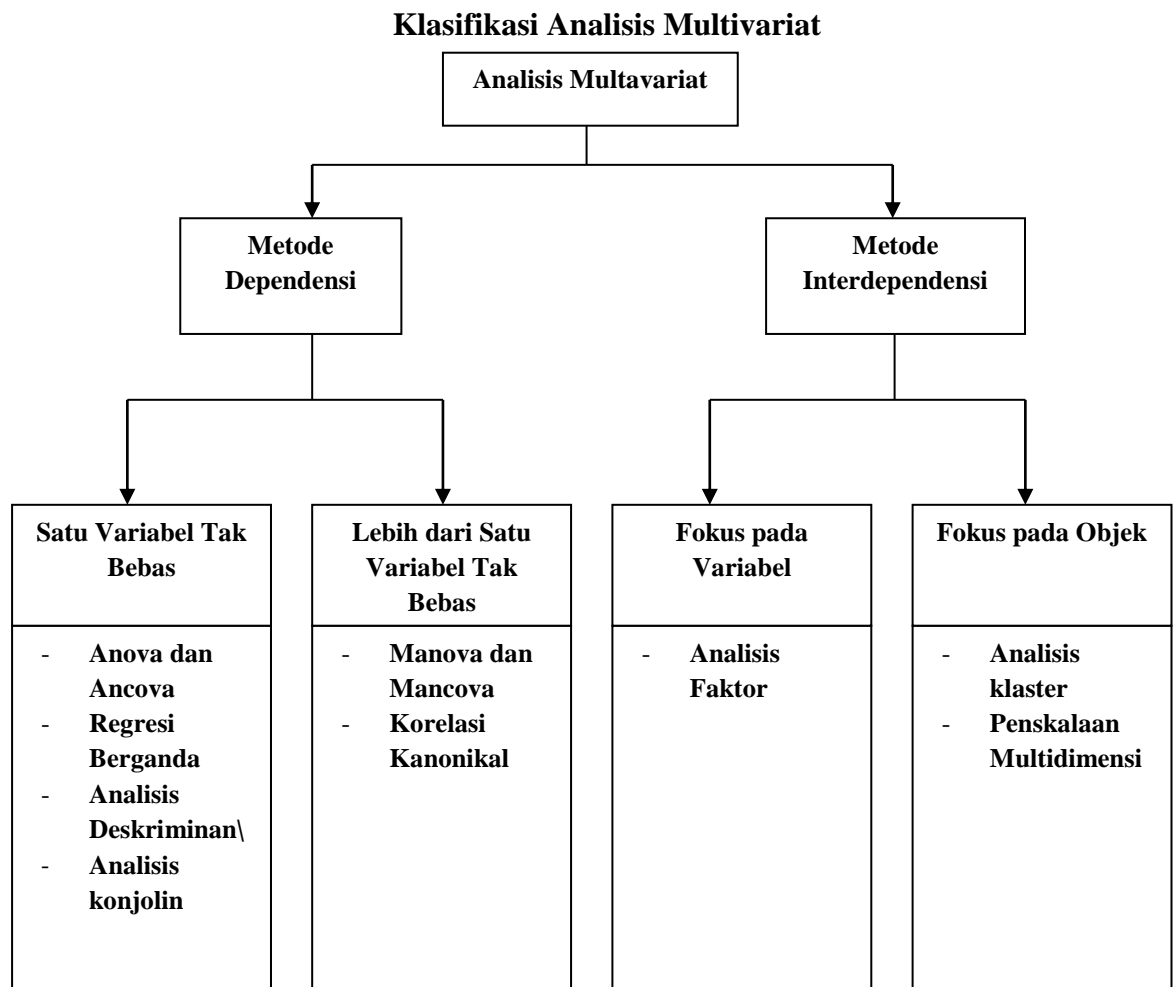 Klasifikasi Analisis Multivariat
Analisis Multavariat
Metode
Dependensi
Metode
Interdependensi
Satu Variabel Tak
Bebas
- Anova dan
Ancova
- Regresi
Berganda
- Analisis
Deskriminan\
- Analisis
konjolin
Lebih dari Satu
Variabel Tak
Bebas
- Manova dan
Mancova
- Korelasi
Kanonikal
Fokus pada
Variabel
- Analisis
Faktor
Fokus pada Objek
- Analisis
klaster
- Penskalaan
Multidimensi